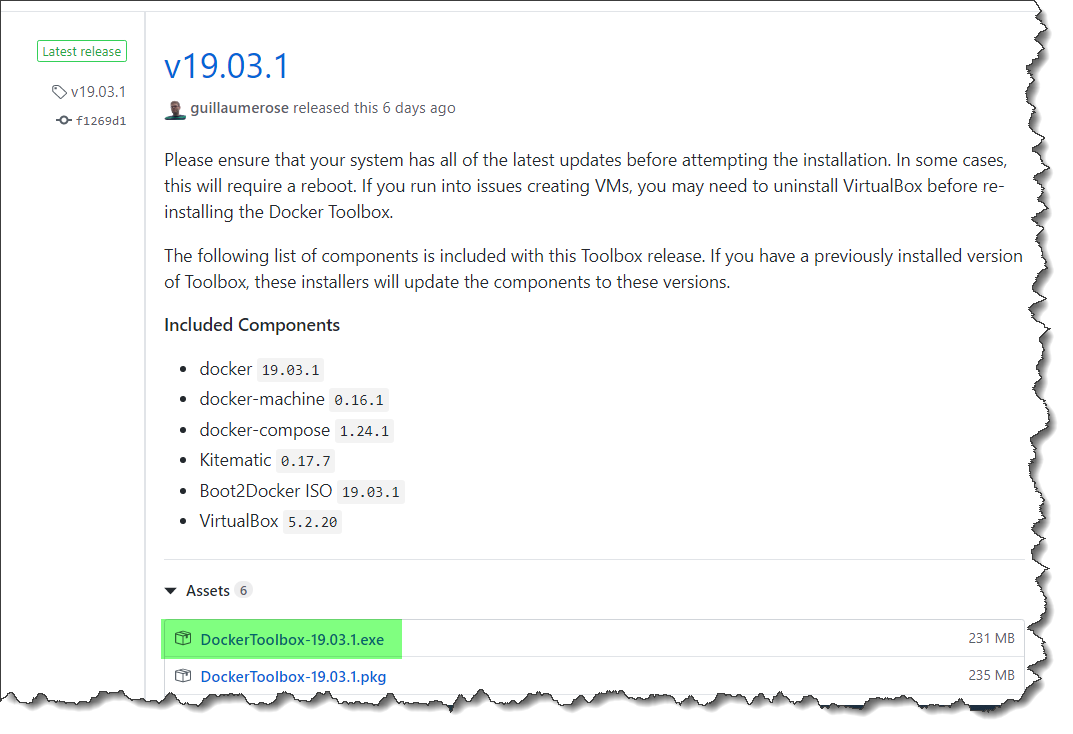 Latest release
v19.03.1
f1269d1
v19.03.1
guillaumerose released this 6 days ago
Please ensure that your system has all of the latest updates before attempting the installation. In some cases,
this will require a reboot. If you run into issues creating VMs, you may need to uninstall VirtualBox before re-
installing the Docker Toolbox.
The following list of components is included with this Toolbox release. If you have a previously installed version
of Toolbox, these installers will update the components to these versions.
Included Components
docker 19.03.1
docker-machine 0.16.1
docker-compose 1.24.1
Kitematic 0.17.7
Boot2Docker ISO 19.03.1
VirtualBox 5.2.20
Assets 6
DockerToolbox-19.03.1.exe 231 MB
DockerToolbox-19.03.1.pkg 235 MB